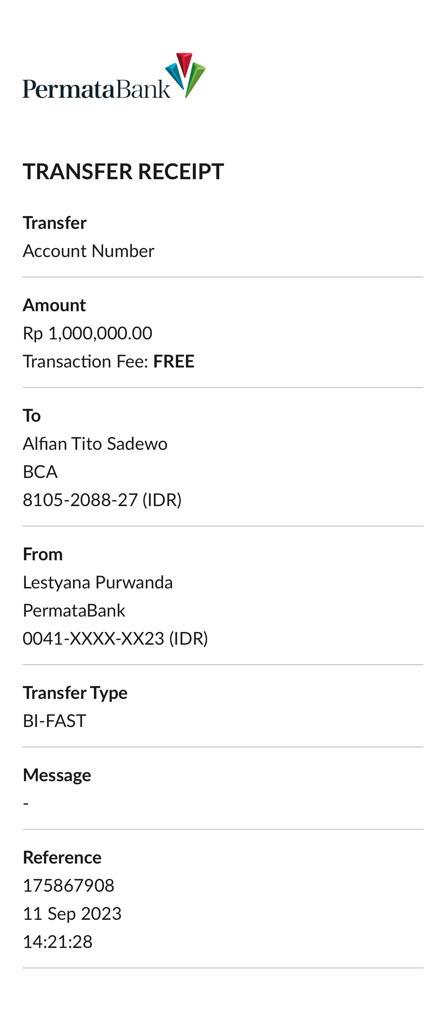 PermataBank
TRANSFER RECEIPT
Transfer
Account Number
Amount
Rp 1,000,000.00
Transaction Fee: FREE
To
Alfian Tito Sadewo
BCA
8105-2088-27 (IDR)
From
Lestyana Purwanda
PermataBank
0041-XXXX-XX23 (IDR)
Transfer Type
BI-FAST
Message
-
Reference
175867908
11 Sep 2023
14:21:28